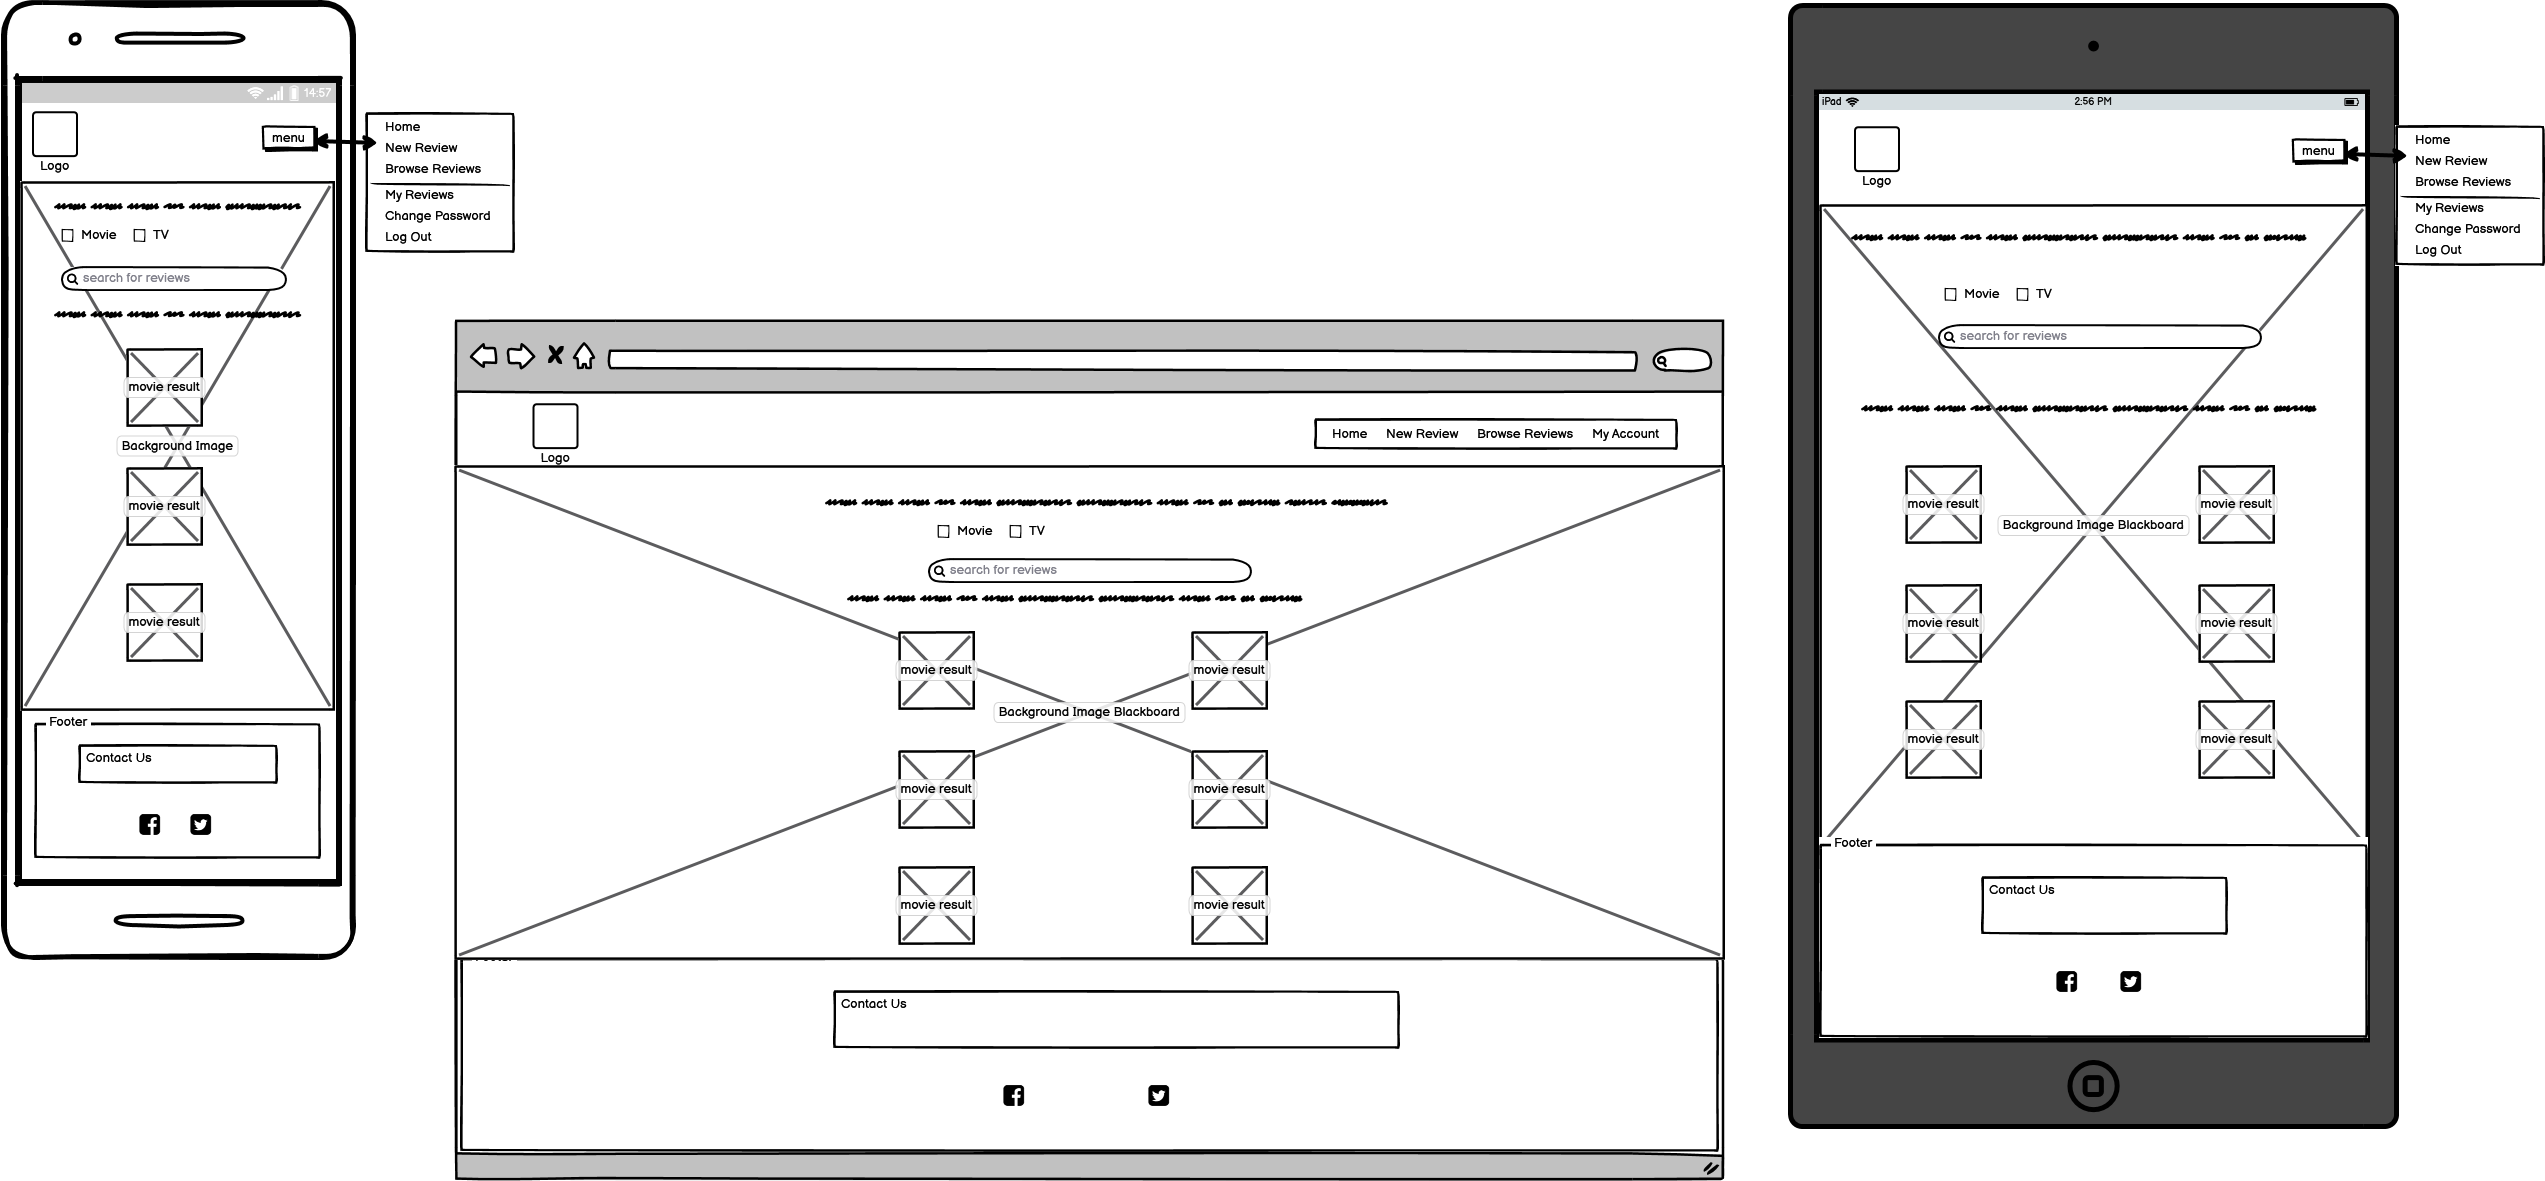 14:57
menu
Logo
Home
New Review
Browse Reviews
My Reviews
Change Password
Log Out
Movie TV
search for reviews
movie result
Background Image
movie result
movie result
Footer
Contact Us
Logo
Home New Review Browse Reviews My Account
Movie TV
search for reviews
movie result movie result
Background Image Blackboard
movie result movie result
movie result movie result
Contact Us
iPad 2:56 PM
menu
Logo
Home
New Review
Browse Reviews
My Reviews
Change Password
Log Out
Movie TV
search for reviews
movie result movie result
Background Image Blackboard
movie result movie result
movie result movie result
Footer
Contact Us